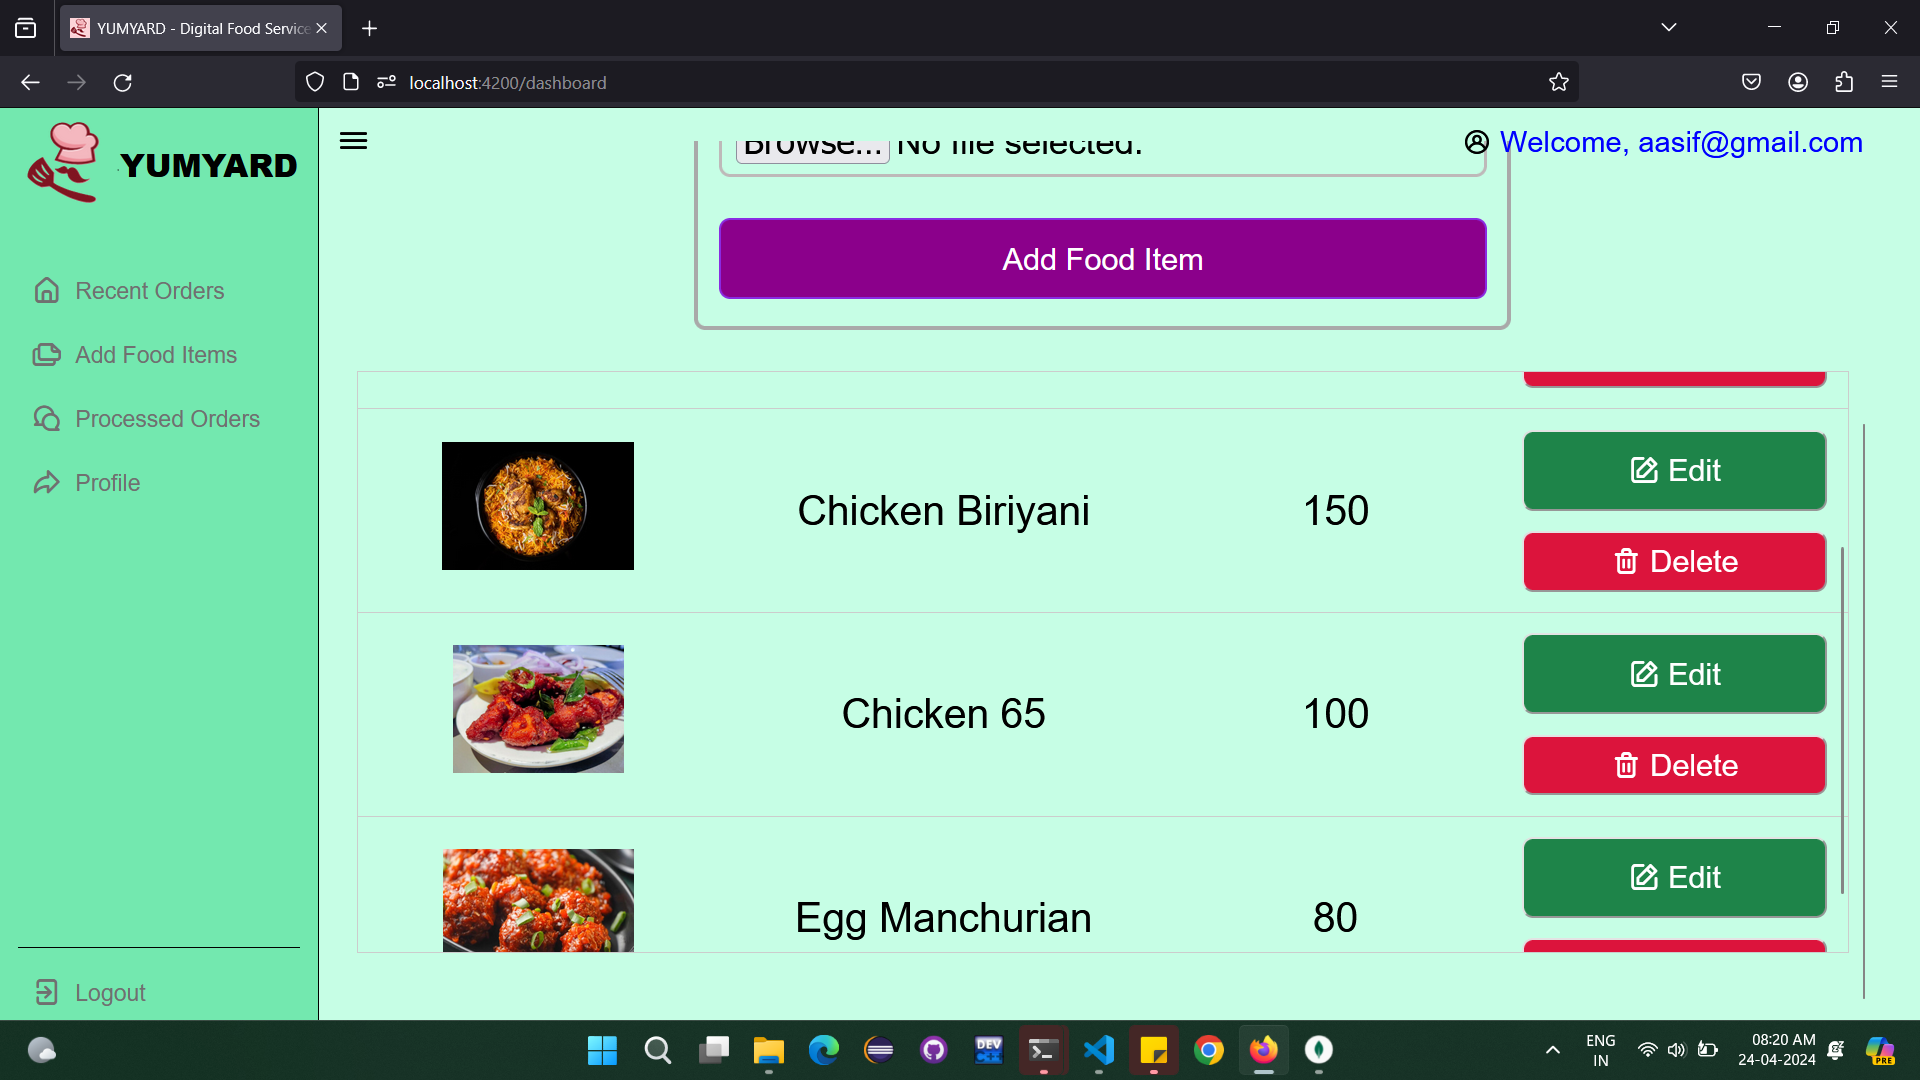 YUMYARD - Digital Food Service
localhost:4200/dashboard
YUMYARD
Browse... No file selected.
Welcome, aasif@gmail.com
Add Food Item
Recent Orders
Add Food Items
Processed Orders
Profile
Chicken Biriyani 150
Edit
Delete
Chicken 65 100
Edit
Delete
Egg Manchurian 80
Edit
Logout
DEV
C++
ENG
IN
08:20 AM
24-04-2024
PRE